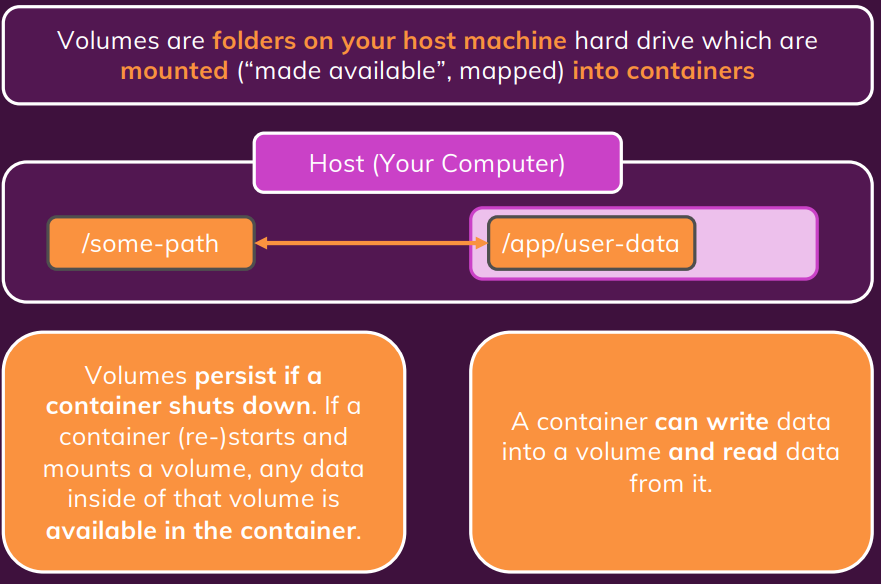 Volumes are folders on your host machine hard drive which are
mounted (“made available”, mapped) into containers
Host (Your Computer)
/some-path
/app/user-data
Volumes persist if a
container shuts down. If a
container (re-)starts and
mounts a volume, any data
inside of that volume is
available in the container.
A container can write data
into a volume and read data
from it.